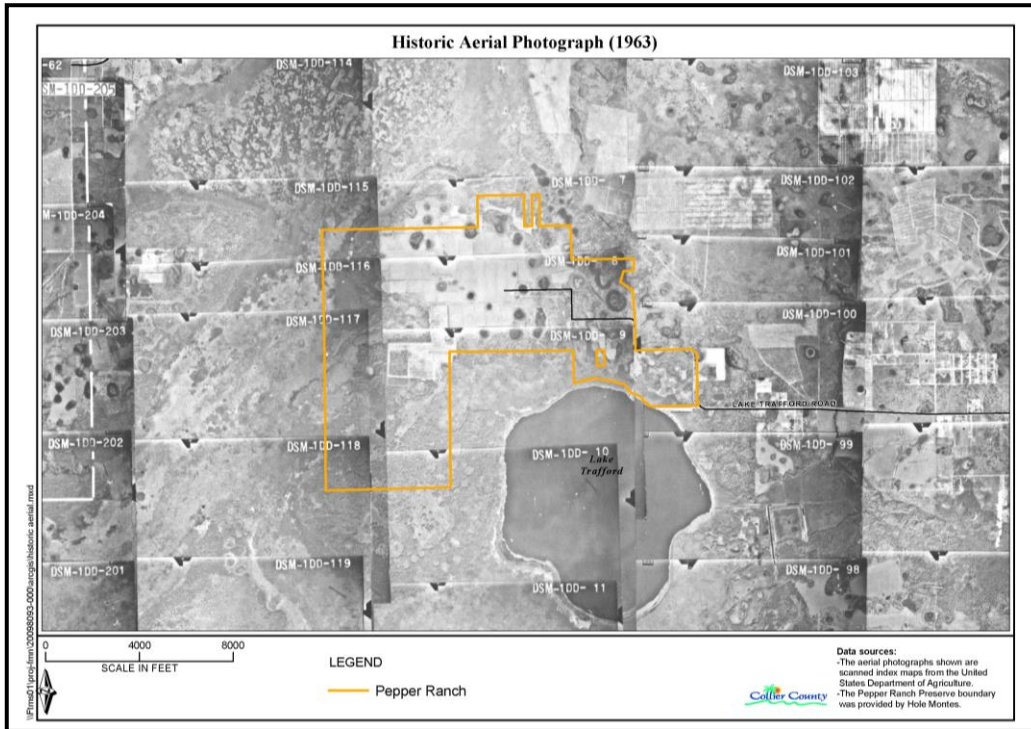 Historic Aerial Photograph (1963)
-62
DSM-1DD-114
DSM-1DD-103
SM-1DD-205
DSM-1DD-115
DSM-1DD- 7
DSM-1DD-102
M-1DD-204
DSM-1DD-116
DSM-1DD- 8
DSM-1DD-101
DSM-1DD-203
DSM-1DD-117
DSM-1DD- 9
DSM-1DD-100
LAKE TRAFFORD ROAD
DSM-1DD-202
DSM-1DD-118
DSM-1DD- 10
DSM-1DD- 99
Lake
Trafford
DSM-1DD-201
DSM-1DD-119
DSM-1DD- 11
DSM-1DD- 98
0 4000 8000
SCALE IN FEET
LEGEND
Pepper Ranch
Collier County
Data sources:
-The aerial photographs shown are
scanned index maps from the United
States Department of Agriculture.
-The Pepper Ranch Preserve boundary
was provided by Hole Montes.